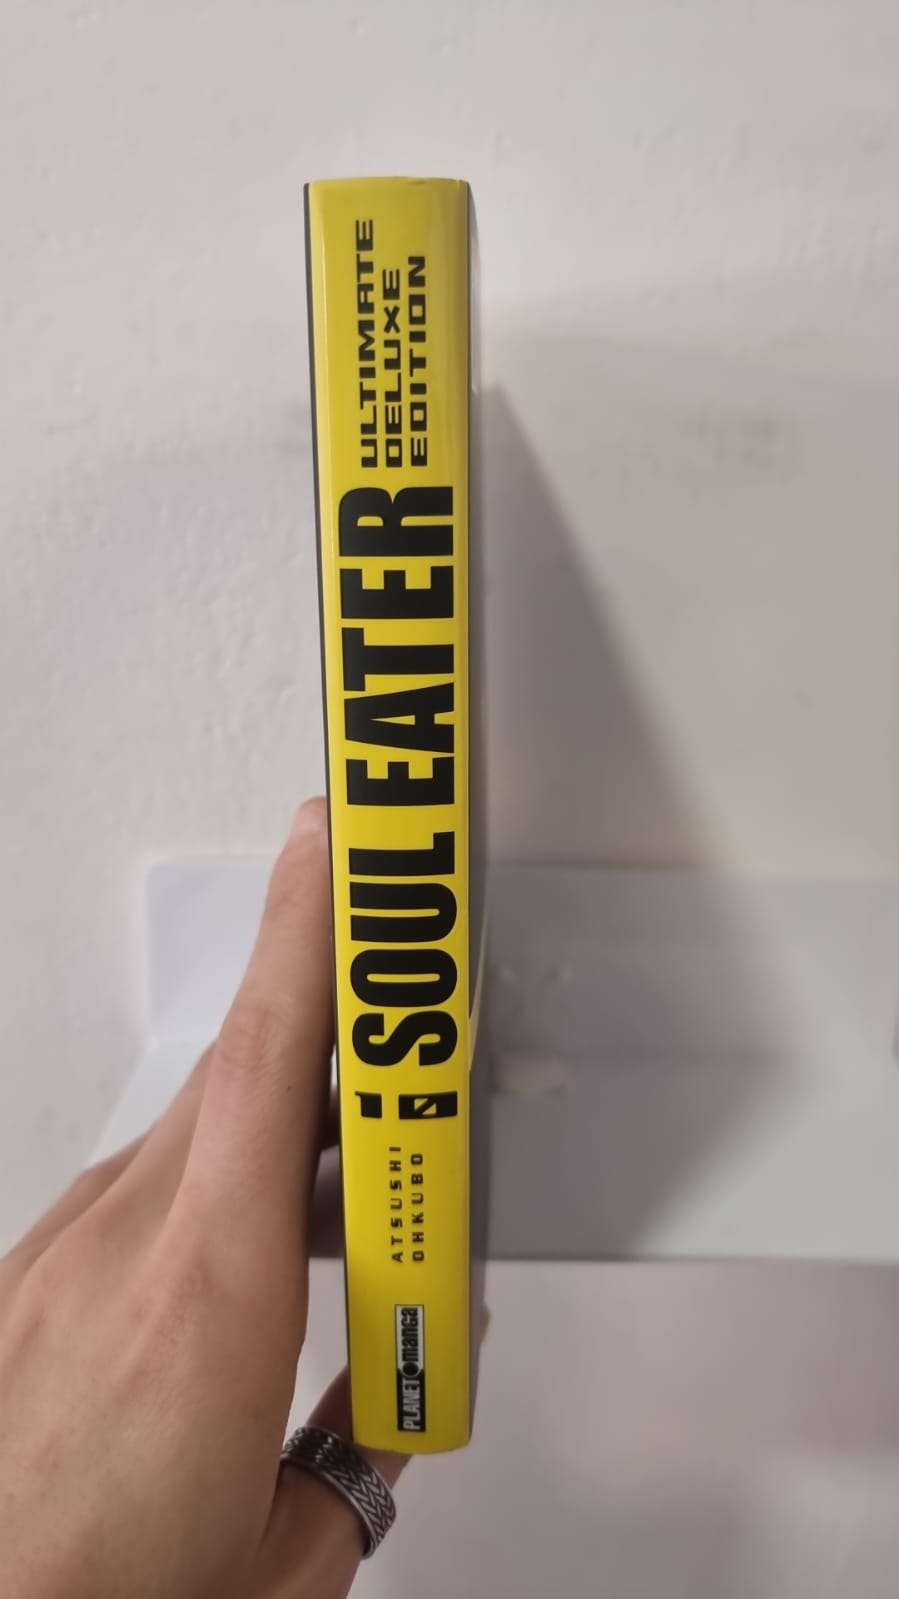 PLANET manga
ATSUSHI
OHKUBO
SOUL EATER
ULTIMATE
DELUXE
EDITION